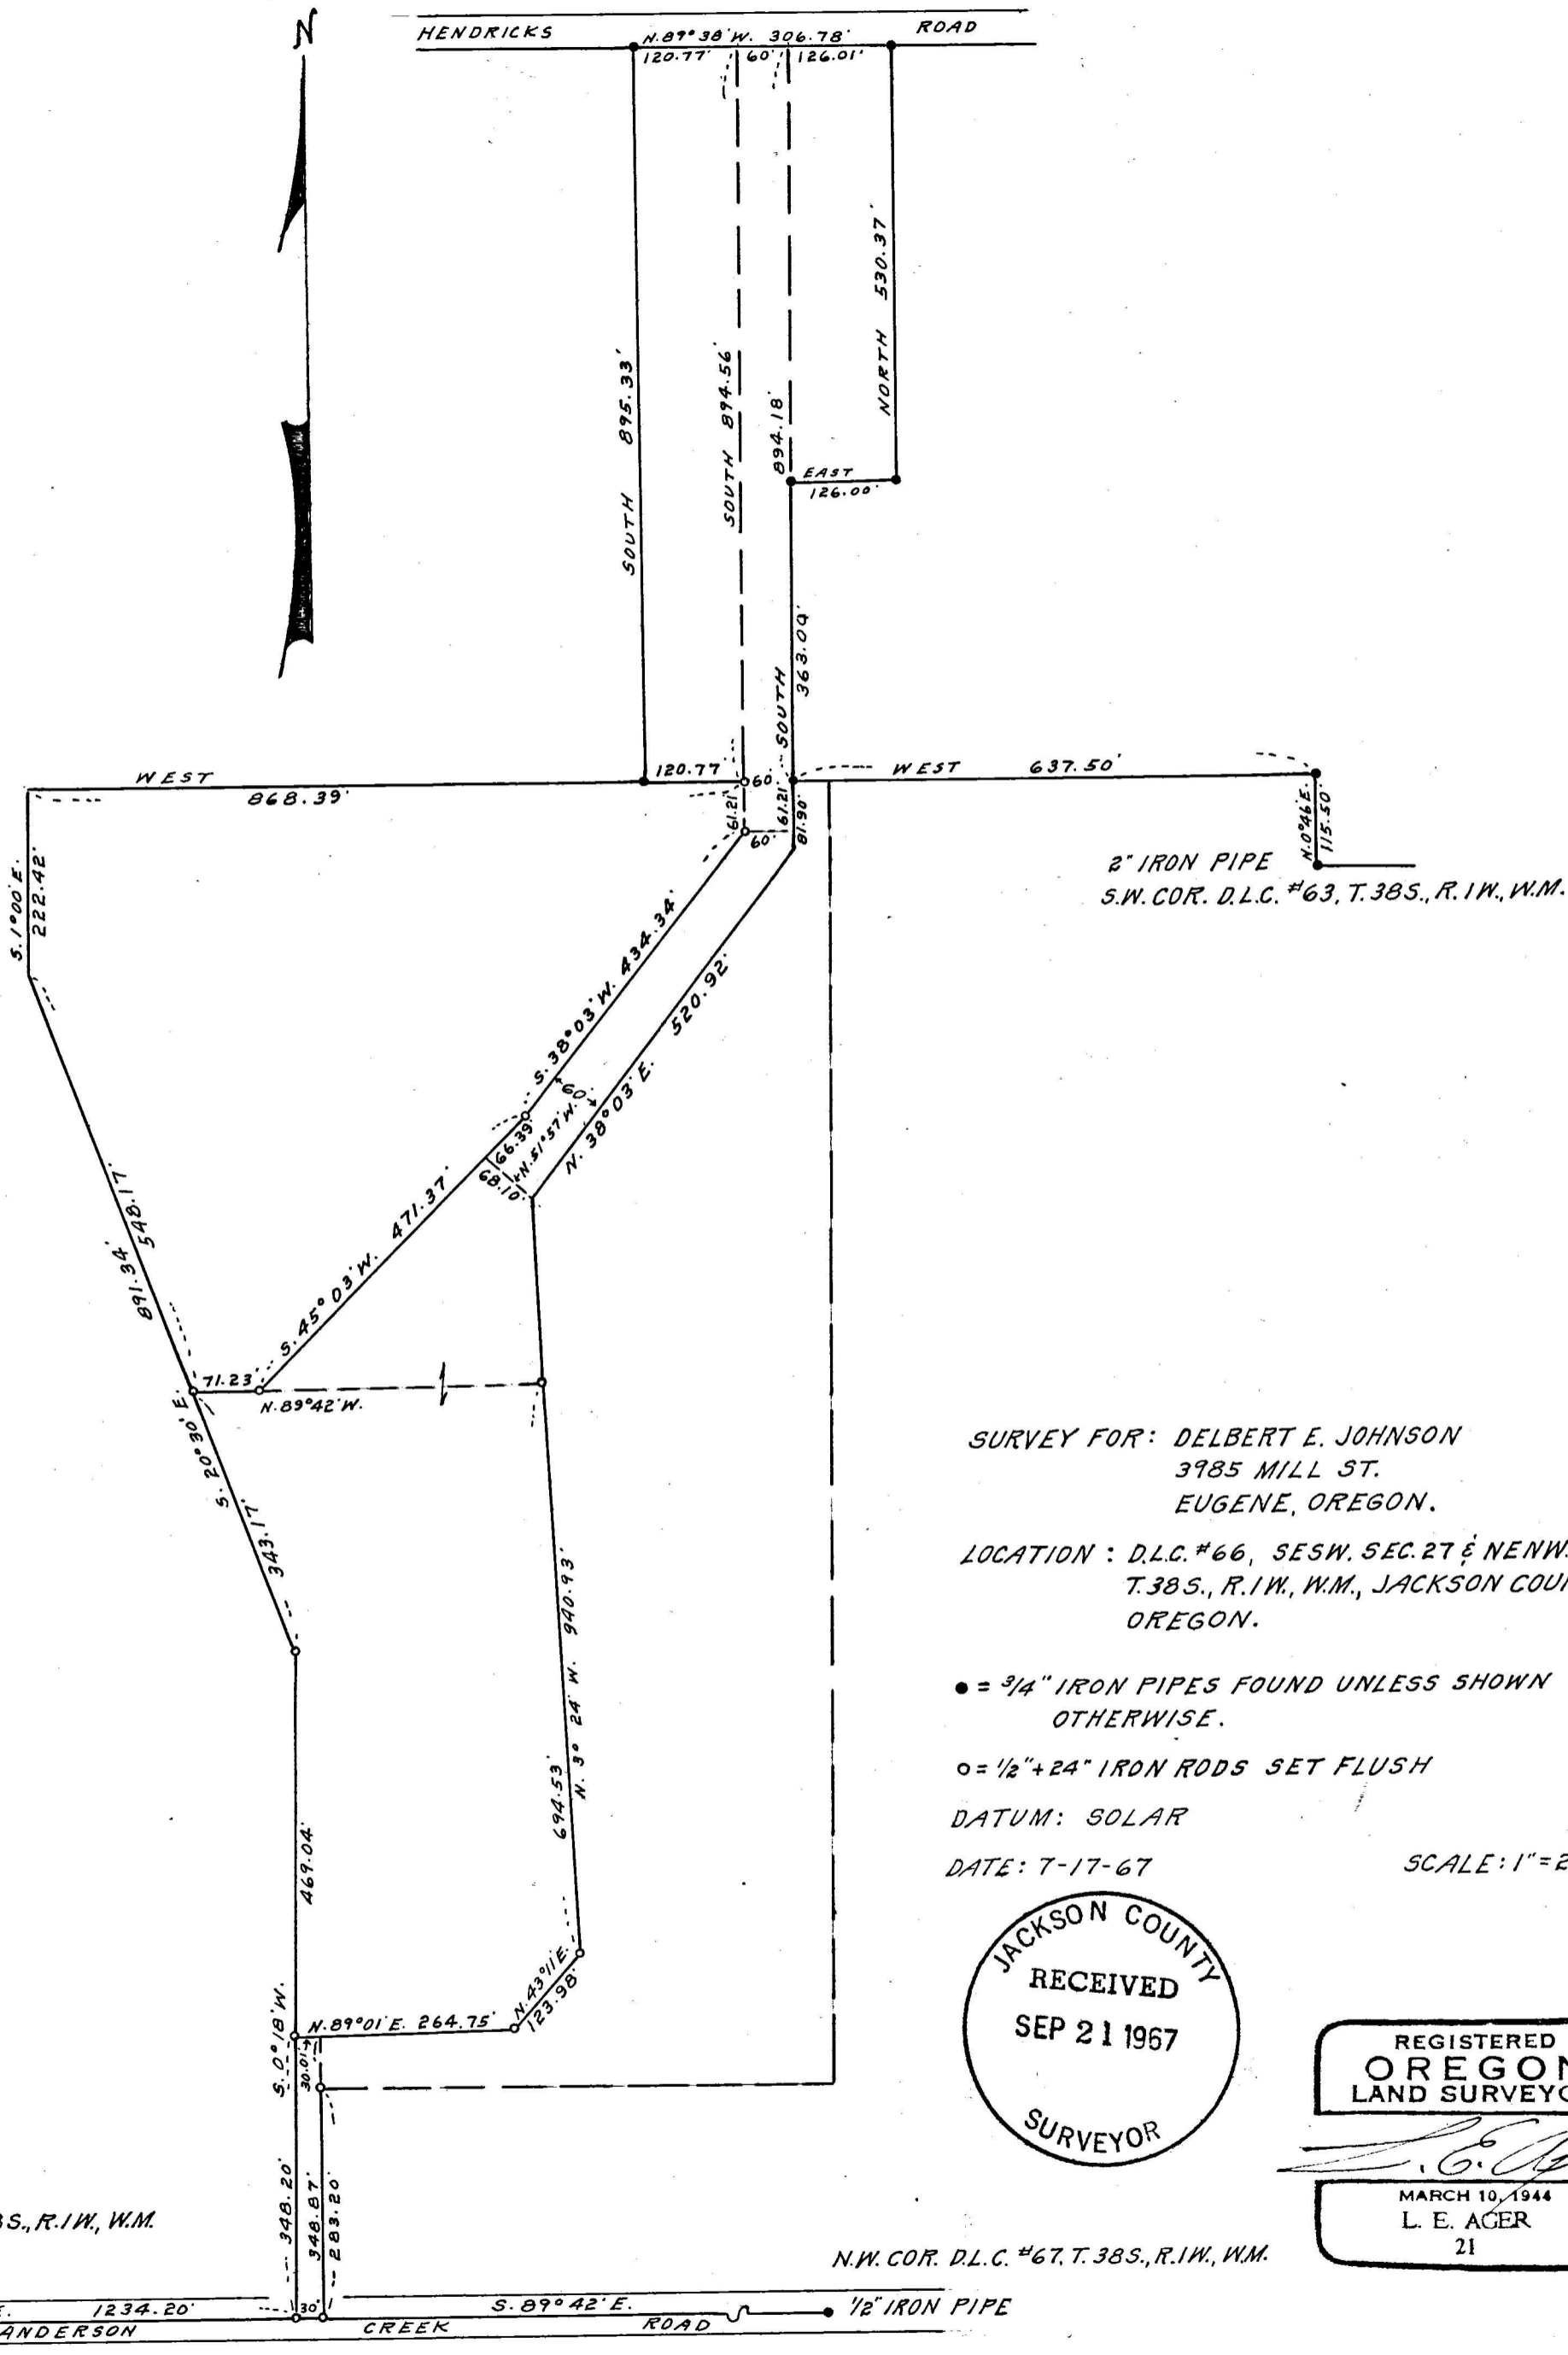 N
HENDRICKS
N.89°38'W. 306.78'
ROAD
120.77'
60'
126.01'
SOUTH 895.33'
SOUTH 894.56'
894.18'
NORTH 530.37'
EAST
126.00'
SOUTH
363.04'
WEST
868.39'
120.77'
60'
WEST 637.50'
61.21'
61.21'
81.90'
60'
N.0°46'E.
115.50'
2" IRON PIPE
S.W. COR. D.L.C. #63, T.38S., R.1W., W.M.
S.1°00'E.
222.42'
S.38°03'W. 434.34'
520.92'
N.38°03'E.
60'
N.51°57'W.
66.39'
68.10'
S.45°03'W. 471.37'
891.34'
548.17'
71.23'
N.89°42'W.
S.20°30'E.
343.17'
SURVEY FOR: DELBERT E. JOHNSON
3985 MILL ST.
EUGENE, OREGON.
LOCATION: D.L.C. #66, SESW. SEC. 27 & NENW.
T.38S., R.1W., W.M., JACKSON COU
OREGON.
● = 3/4" IRON PIPES FOUND UNLESS SHOWN
OTHERWISE.
o = 1/2"+24" IRON RODS SET FLUSH
DATUM: SOLAR
DATE: 7-17-67
SCALE: 1"=2
N.3°24'W. 940.93'
694.53'
469.04'
S.0°18'W.
N.89°01'E. 264.75'
N.43°11'E.
123.98'
30.01'
348.20'
348.87'
283.20'
JACKSON COUNTY
RECEIVED
SEP 21 1967
SURVEYOR
REGISTERED
OREGON
LAND SURVEYO
MARCH 10, 1944
L. E. AGER
21
S., R.1W., W.M.
N.W. COR. D.L.C. #67, T.38S., R.1W., W.M.
E. 1234.20'
30'
S.89°42'E.
1/2" IRON PIPE
ANDERSON
CREEK
ROAD